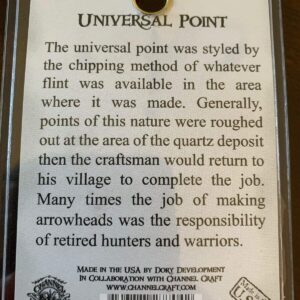 UNIVERSAL POINT
The universal point was styled by
the chipping method of whatever
flint was available in the area
where it was made. Generally,
points of this nature were roughed
out at the area of the quartz deposit
then the craftsman would return to
his village to complete the job.
Many times the job of making
arrowheads was the responsibility
of retired hunters and warriors.
MADE IN THE USA BY DORY DEVELOPMENT
IN COLLABORATION WITH CHANNEL CRAFT
WWW.CHANNELCRAFT.COM
CHANNEL
Made in
USA